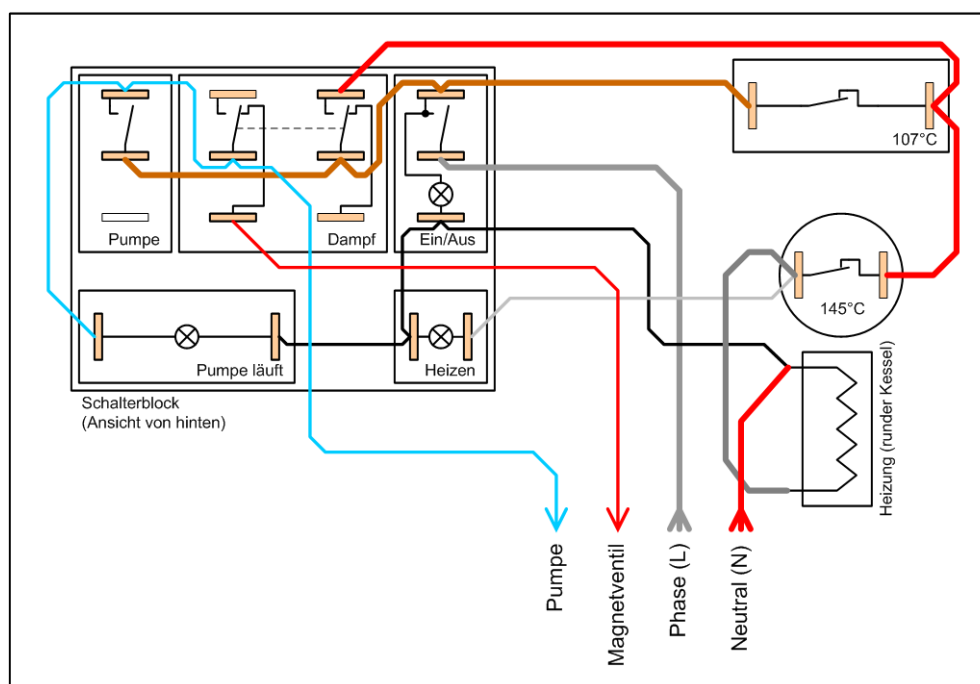 107°C
Pumpe
Dampf
Ein/Aus
145°C
Pumpe läuft
Heizen
Schalterblock
(Ansicht von hinten)
Heizung (runder Kessel)
Pumpe
Magnetventil
Phase (L)
Neutral (N)